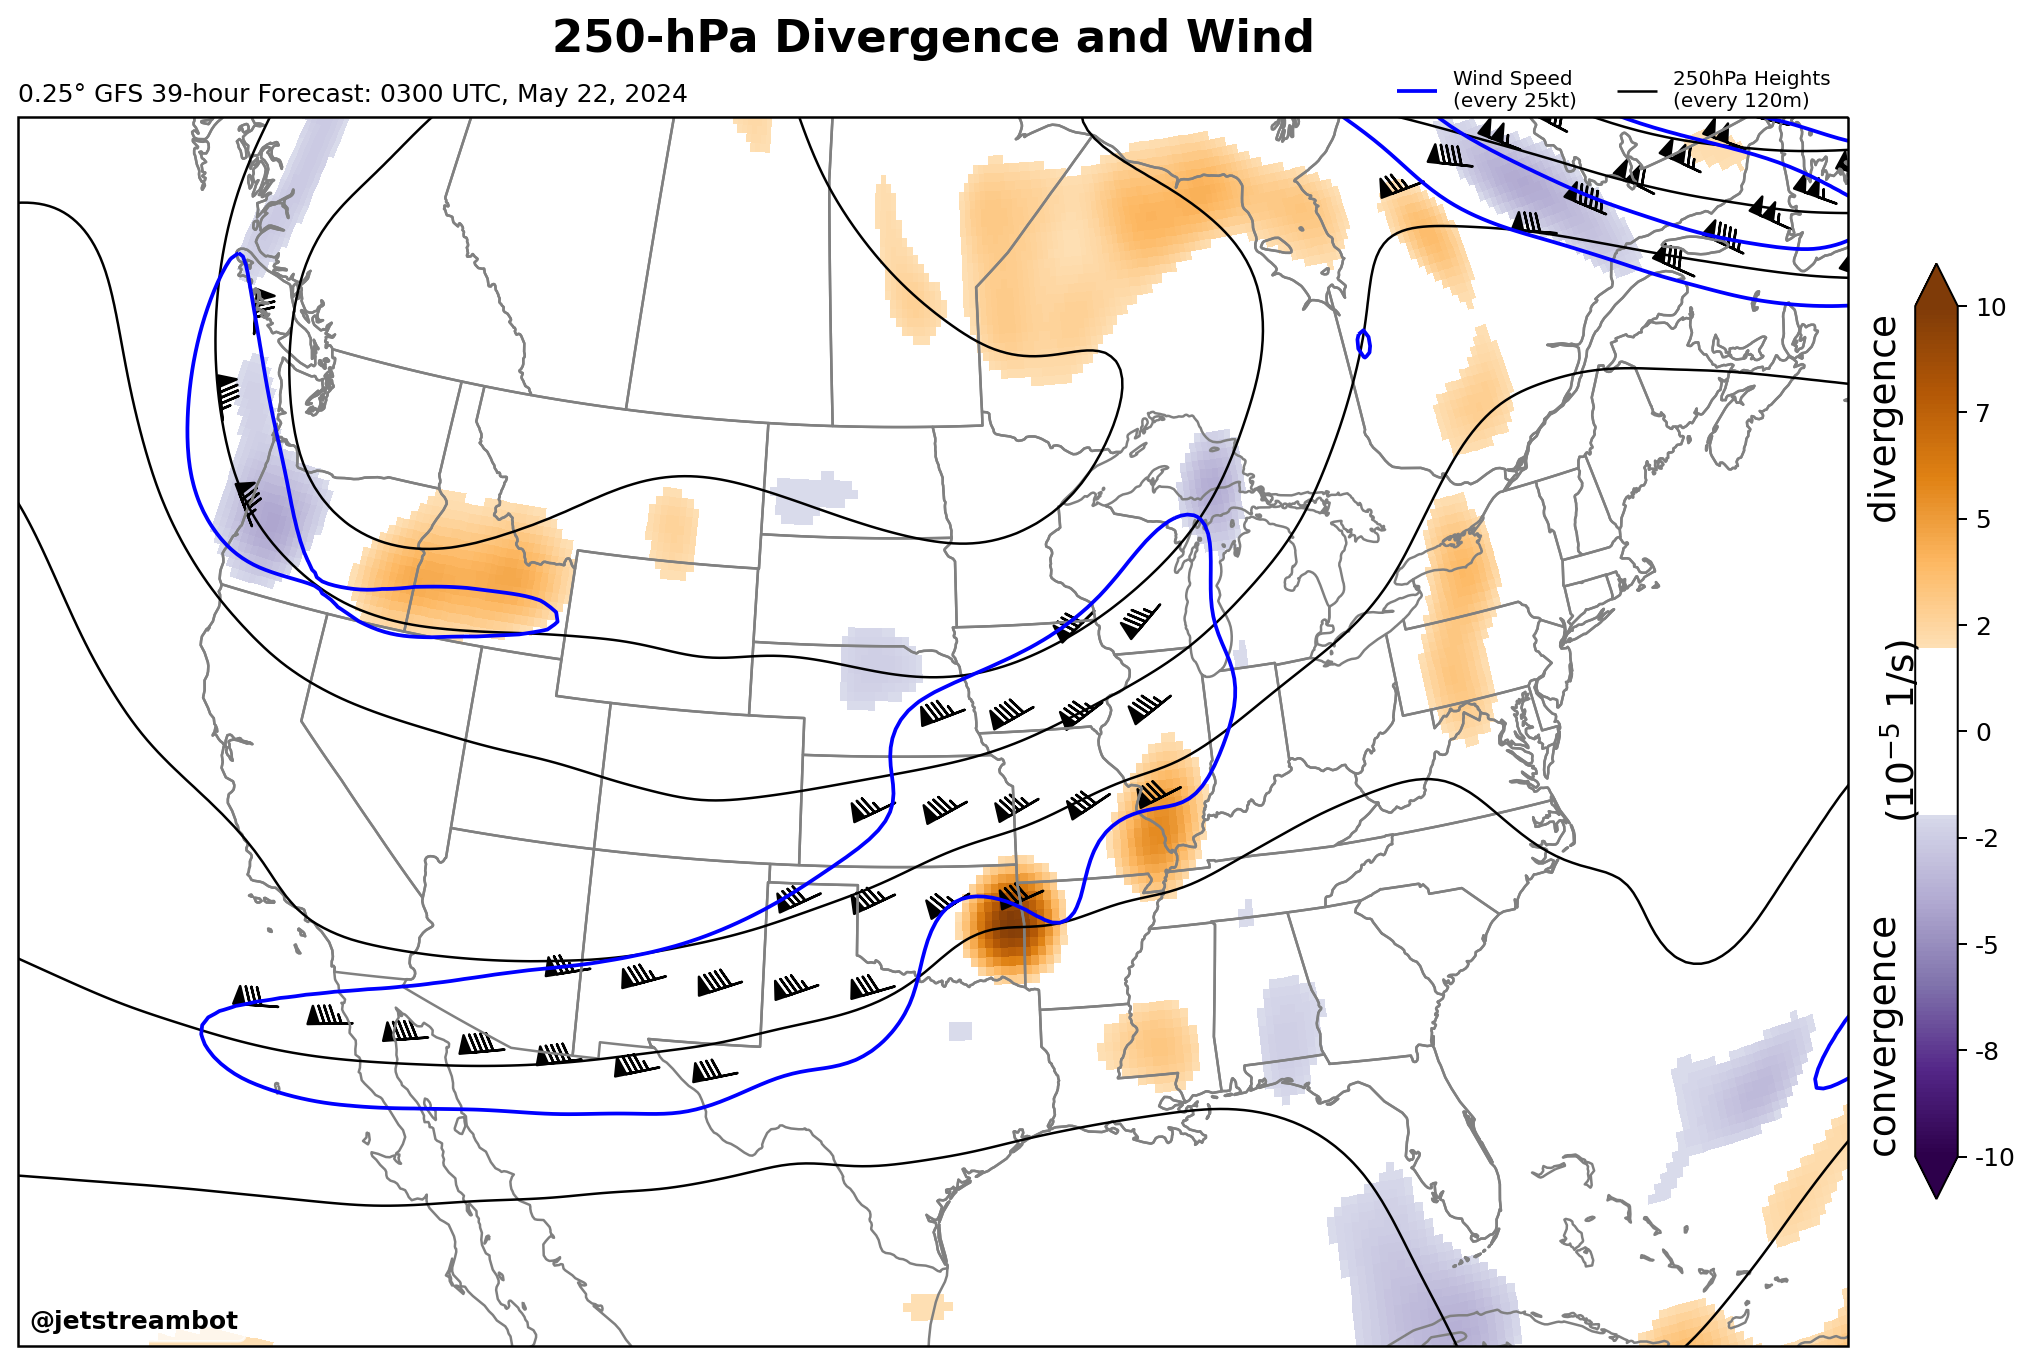 250-hPa Divergence and Wind
0.25° GFS 39-hour Forecast: 0300 UTC, May 22, 2024
Wind Speed
(every 25kt)
250hPa Heights
(every 120m)
divergence
(10⁻⁵ 1/s)
convergence
10
7
5
2
0
-2
-5
-8
-10
@jetstreambot